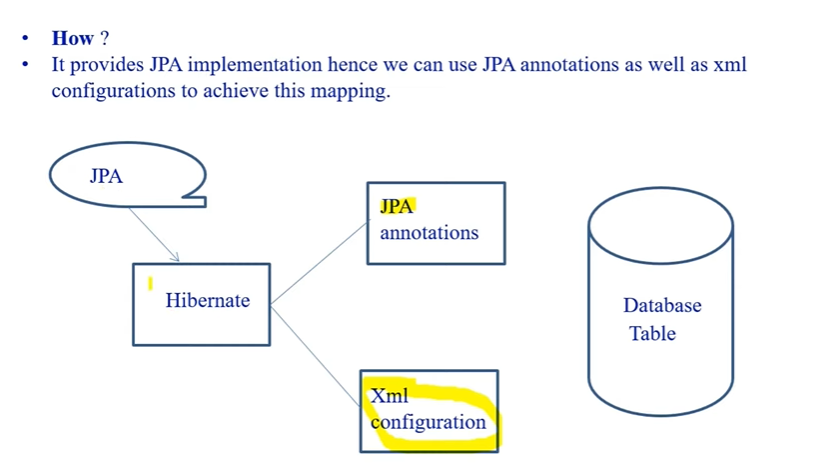 How ?
It provides JPA implementation hence we can use JPA annotations as well as xml
configurations to achieve this mapping.
JPA
JPA
annotations
Hibernate
Database
Table
Xml
configuration